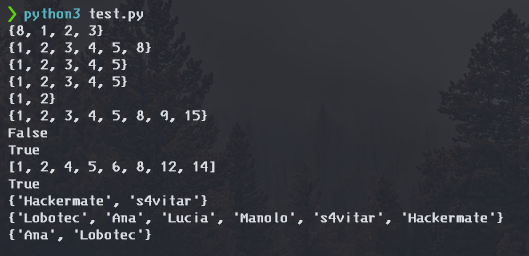 ❯ python3 test.py
{8, 1, 2, 3}
{1, 2, 3, 4, 5, 8}
{1, 2, 3, 4, 5}
{1, 2, 3, 4, 5}
{1, 2}
{1, 2, 3, 4, 5, 8, 9, 15}
False
True
[1, 2, 4, 5, 6, 8, 12, 14]
True
{'Hackermate', 's4vitar'}
{'Lobotec', 'Ana', 'Lucia', 'Manolo', 's4vitar', 'Hackermate'}
{'Ana', 'Lobotec'}